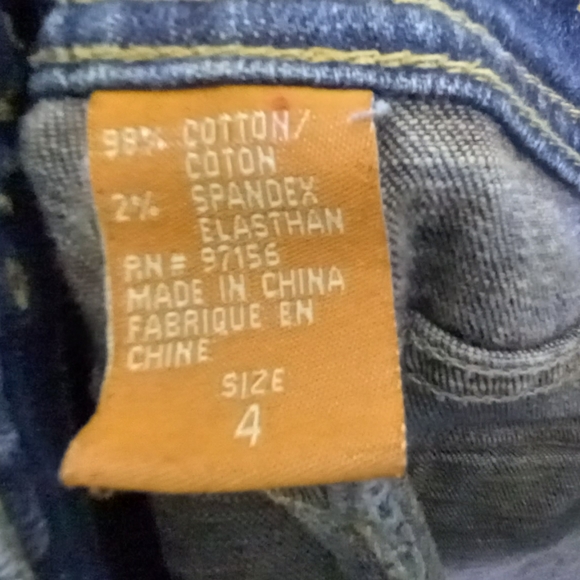 98% COTTON/
COTON
2% SPANDEX
ELASTHAN
RN# 97156
MADE IN CHINA
FABRIQUE EN
CHINE
SIZE
4